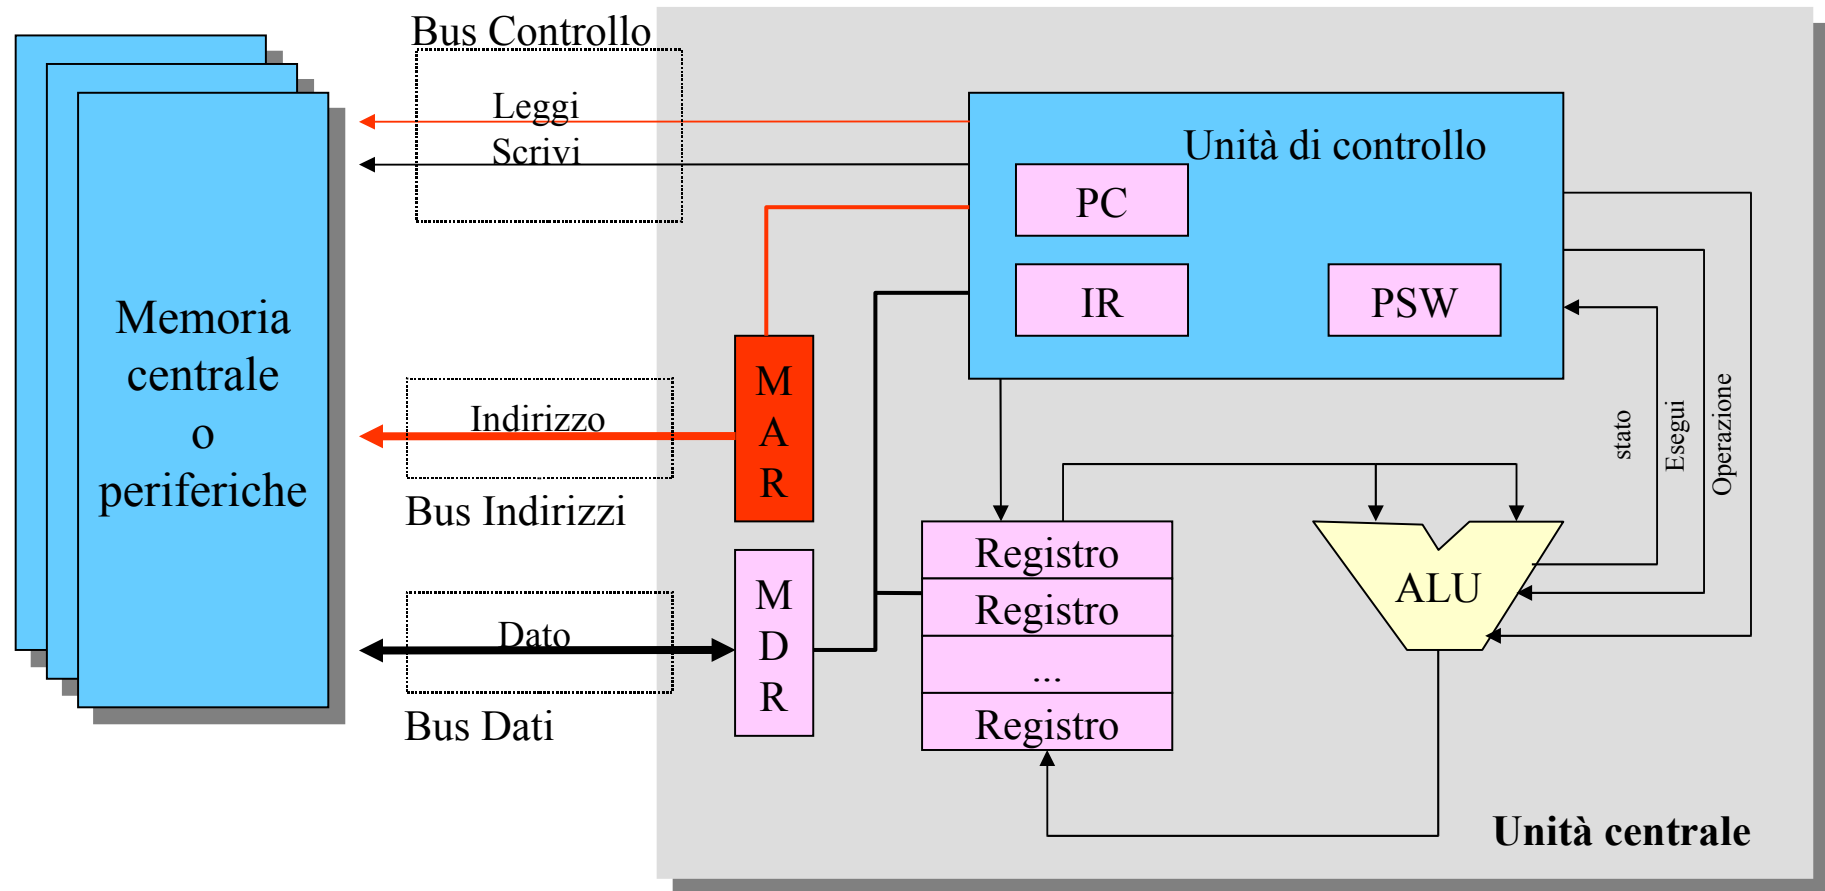 Bus Controllo
Leggi
Scrivi
Unità di controllo
PC
IR
PSW
Memoria
centrale
o
periferiche
Indirizzo
Bus Indirizzi
M
A
R
stato
Esegui
Operazione
Dato
Bus Dati
M
D
R
Registro
Registro
...
Registro
ALU
Unità centrale